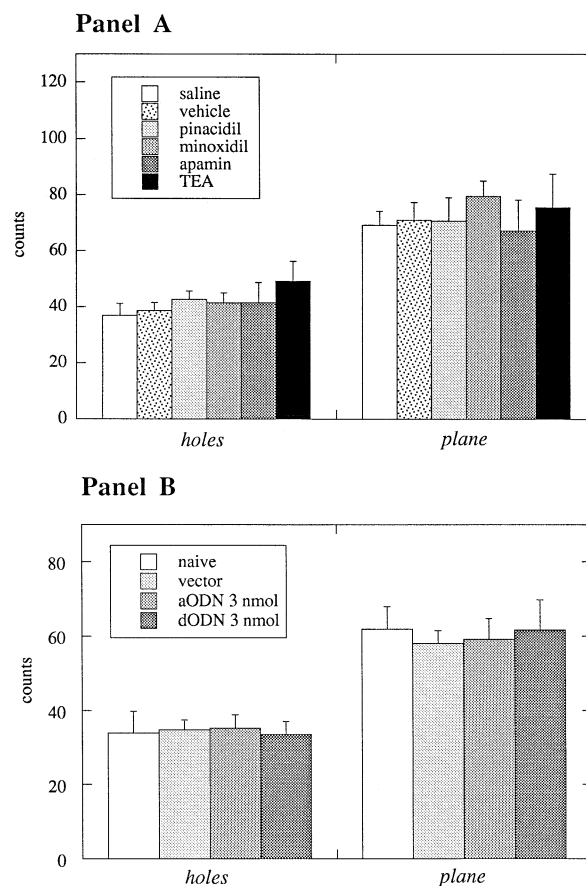 Panel A
120
100
80
60
40
20
0
counts
saline
vehicle
pinacidil
minoxidil
apamin
TEA
holes plane
Panel B
80
60
40
20
0
counts
naive
vector
aODN 3 nmol
dODN 3 nmol
holes plane